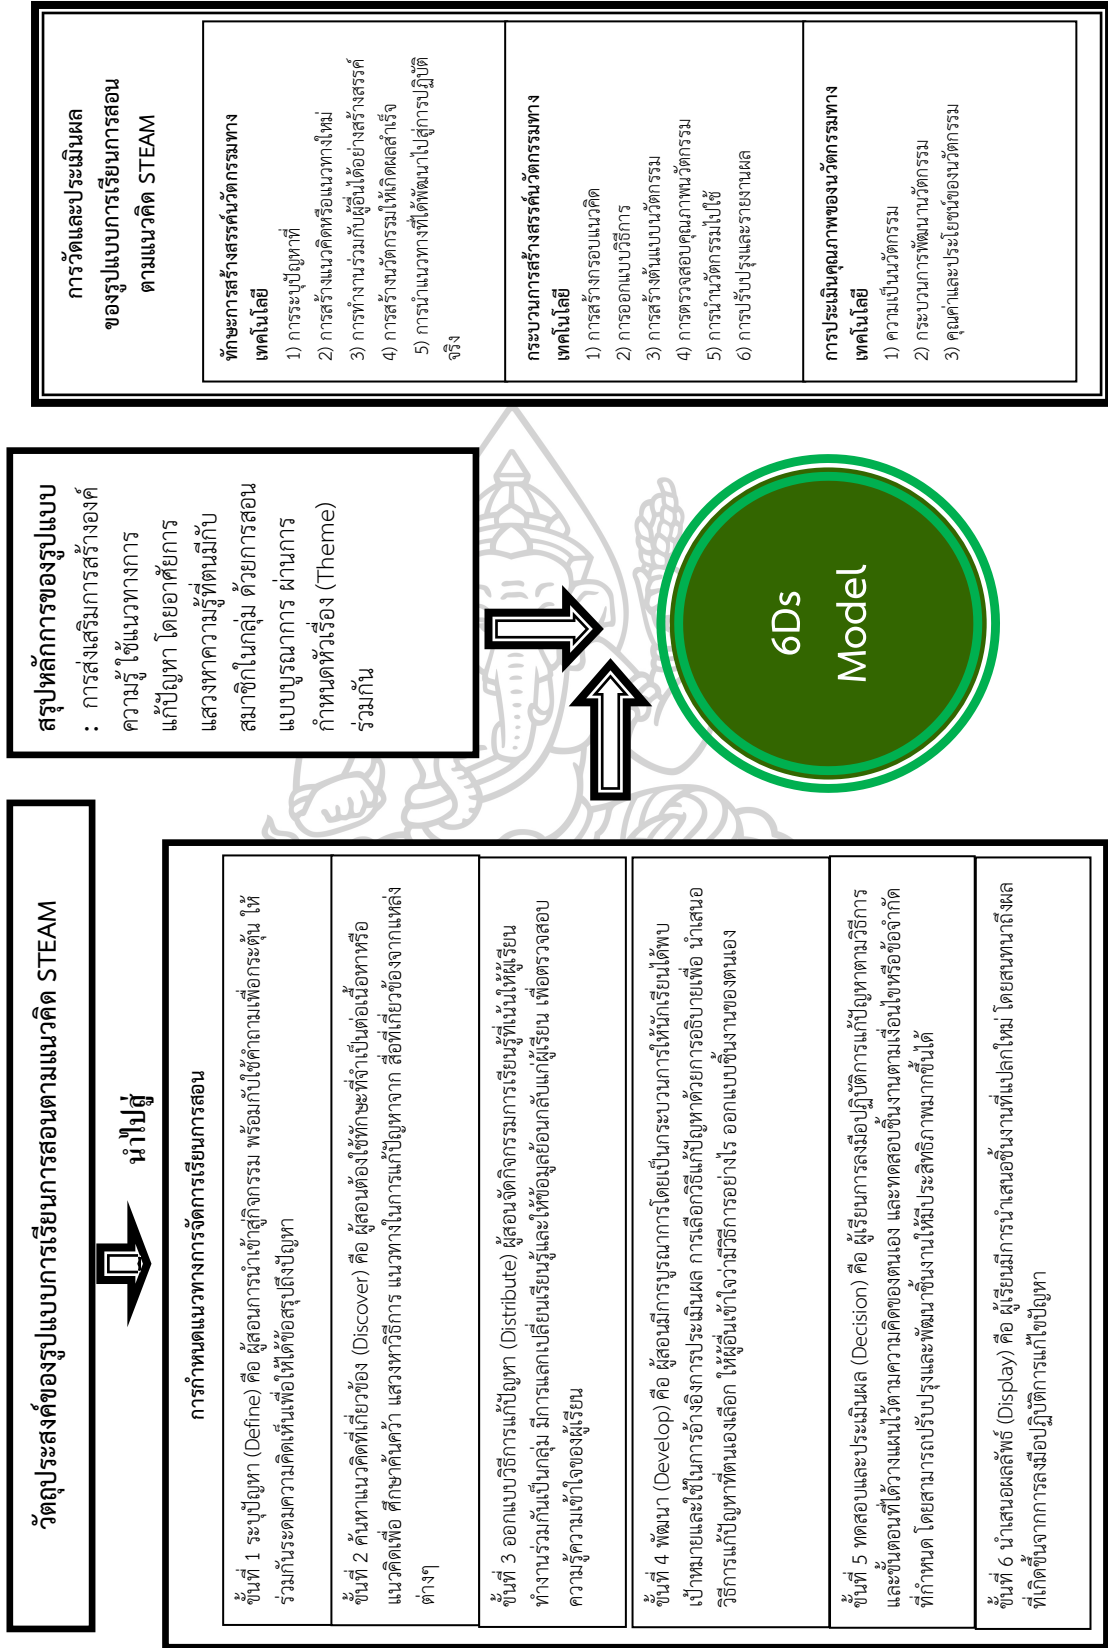 วัตถุประสงค์ของรูปแบบการเรียนการสอนตามแนวคิด STEAM
นำไปสู่
การกำหนดแนวทางการจัดการเรียนการสอน
ขั้นที่ 1 ระบุปัญหา (Define) คือ ผู้สอนการนำเข้าสู่กิจกรรม พร้อมกับใช้คำถามเพื่อกระตุ้น ให้
ร่วมกันระดมความคิดเห็นเพื่อให้ได้ข้อสรุปถึงปัญหา
ขั้นที่ 2 ค้นหาแนวคิดที่เกี่ยวข้อง (Discover) คือ ผู้สอนต้องใช้ทักษะที่จำเป็นต่อเนื้อหาหรือ
แนวคิดเพื่อ ศึกษาค้นคว้า แสวงหาวิธีการ แนวทางในการแก้ปัญหาจาก สื่อที่เกี่ยวข้องจากแหล่ง
ต่างๆ
ขั้นที่ 3 ออกแบบวิธีการแก้ปัญหา (Distribute) ผู้สอนจัดกิจกรรมการเรียนรู้ที่เน้นให้ผู้เรียน
ทำงานร่วมกันเป็นกลุ่ม มีการแลกเปลี่ยนเรียนรู้และให้ข้อมูลย้อนกลับแก่ผู้เรียน เพื่อตรวจสอบ
ความรู้ความเข้าใจของผู้เรียน
ขั้นที่ 4 พัฒนา (Develop) คือ ผู้สอนมีการบูรณาการโดยเป็นกระบวนการให้นักเรียนได้พบ
เป้าหมายและใช้ในการอ้างอิงการประเมินผล การเลือกวิธีแก้ปัญหาด้วยการอธิบายเพื่อ นำเสนอ
วิธีการแก้ปัญหาที่ตนเองเลือก ให้ผู้อื่นเข้าใจว่ามีวิธีการอย่างไร ออกแบบชิ้นงานของตนเอง
ขั้นที่ 5 ทดสอบและประเมินผล (Decision) คือ ผู้เรียนการลงมือปฏิบัติการแก้ปัญหาตามวิธีการ
และขั้นตอนที่ได้วางแผนไว้ตามความคิดของตนเอง และทดสอบชิ้นงานตามเงื่อนไขหรือข้อจำกัด
ที่กำหนด โดยสามารถปรับปรุงและพัฒนาชิ้นงานให้มีประสิทธิภาพมากขึ้นได้
ขั้นที่ 6 นำเสนอผลลัพธ์ (Display) คือ ผู้เรียนมีการนำเสนอชิ้นงานที่แปลกใหม่ โดยสนทนาถึงผล
ที่เกิดขึ้นจากการลงมือปฏิบัติการแก้ไขปัญหา
สรุปหลักการของรูปแบบ
: การส่งเสริมการสร้างองค์
ความรู้ ใช้แนวทางการ
แก้ปัญหา โดยอาศัยการ
แสวงหาความรู้ที่ตนมีกับ
สมาชิกในกลุ่ม ด้วยการสอน
แบบบูรณาการ ผ่านการ
กำหนดหัวเรื่อง (Theme)
ร่วมกัน
6Ds
Model
การวัดและประเมินผล
ของรูปแบบการเรียนการสอน
ตามแนวคิด STEAM
ทักษะการสร้างสรรค์นวัตกรรมทาง
เทคโนโลยี
1) การระบุปัญหาที่
2) การสร้างแนวคิดหรือแนวทางใหม่
3) การทำงานร่วมกับผู้อื่นได้อย่างสร้างสรรค์
4) การสร้างนวัตกรรมให้เกิดผลสำเร็จ
5) การนำแนวทางที่ได้พัฒนาไปสู่การปฏิบัติ
จริง
กระบวนการสร้างสรรค์นวัตกรรมทาง
เทคโนโลยี
1) การสร้างกรอบแนวคิด
2) การออกแบบวิธีการ
3) การสร้างต้นแบบนวัตกรรม
4) การตรวจสอบคุณภาพนวัตกรรม
5) การนำนวัตกรรมไปใช้
6) การปรับปรุงและรายงานผล
การประเมินคุณภาพของนวัตกรรมทาง
เทคโนโลยี
1) ความเป็นนวัตกรรม
2) กระบวนการพัฒนานวัตกรรม
3) คุณค่าและประโยชน์ของนวัตกรรม